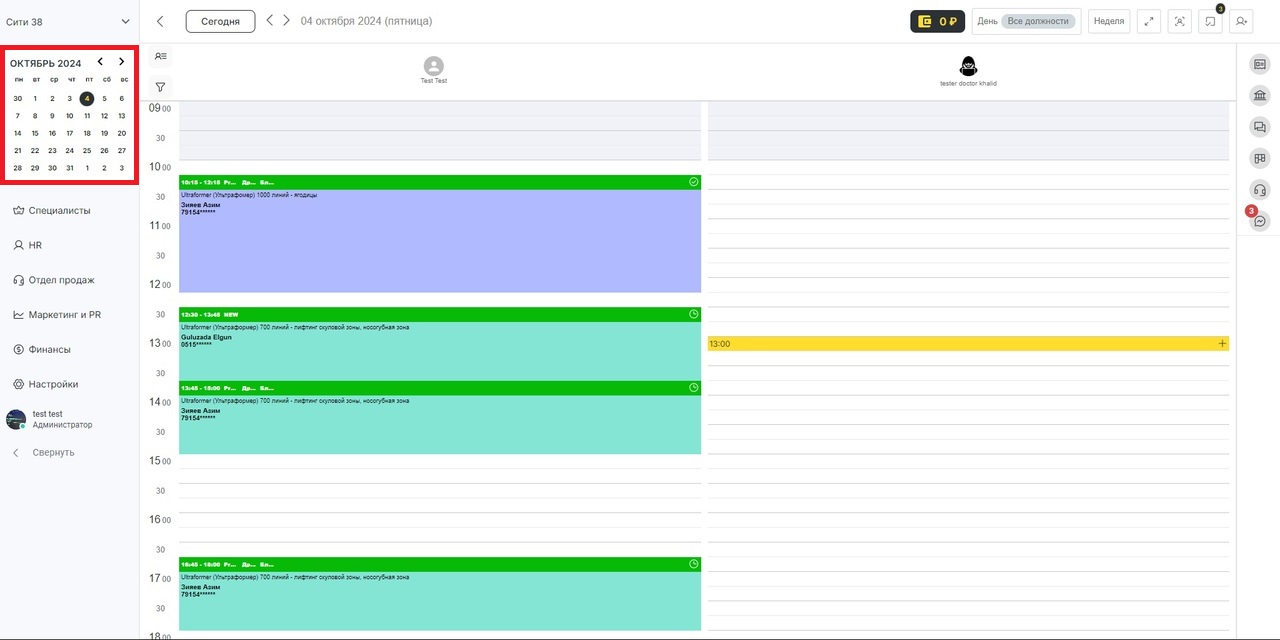 Сити 38
Сегодня
04 октября 2024 (пятница)
0 ₽
День Все должности
Неделя
3
ОКТЯБРЬ 2024
пн вт ср чт пт сб вс
30 1 2 3 4 5 6
7 8 9 10 11 12 13
14 15 16 17 18 19 20
21 22 23 24 25 26 27
28 29 30 31 1 2 3
Специалисты
HR
Отдел продаж
Маркетинг и PR
Финансы
Настройки
test test
Администратор
Свернуть
Test Test
tester doctor khalid
09 00
30
10 00
30
11 00
30
12 00
30
13 00
30
14 00
30
15 00
30
16 00
30
17 00
30
18 00
10:15 - 12:15 Pr... Др... Бл...
Ultraformer (Ультраформер) 1000 линий - ягодицы
Зияев Азим
79154******
12:30 - 13:45 NEW
Ultraformer (Ультраформер) 700 линий - лифтинг скуловой зоны, носогубная зона
Guluzada Elgun
0515******
13:45 - 15:00 Pr... Др... Бл...
Ultraformer (Ультраформер) 700 линий - лифтинг скуловой зоны, носогубная зона
Зияев Азим
79154******
16:45 - 18:00 Pr... Др... Бл...
Ultraformer (Ультраформер) 700 линий - лифтинг скуловой зоны, носогубная зона
Зияев Азим
79154******
13:00 +
3